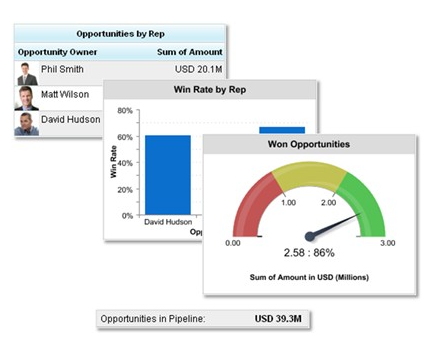 Opportunities by Rep
Opportunity Owner Sum of Amount
Phil Smith USD 20.1M
Matt Wilson
David Hudson
Win Rate by Rep
80%
60%
40%
20%
0%
Win Rate
David Hudson
Op
Won Opportunities
0.00
1.00
2.00
3.00
2.58 : 86%
Sum of Amount in USD (Millions)
Opportunities in Pipeline: USD 39.3M